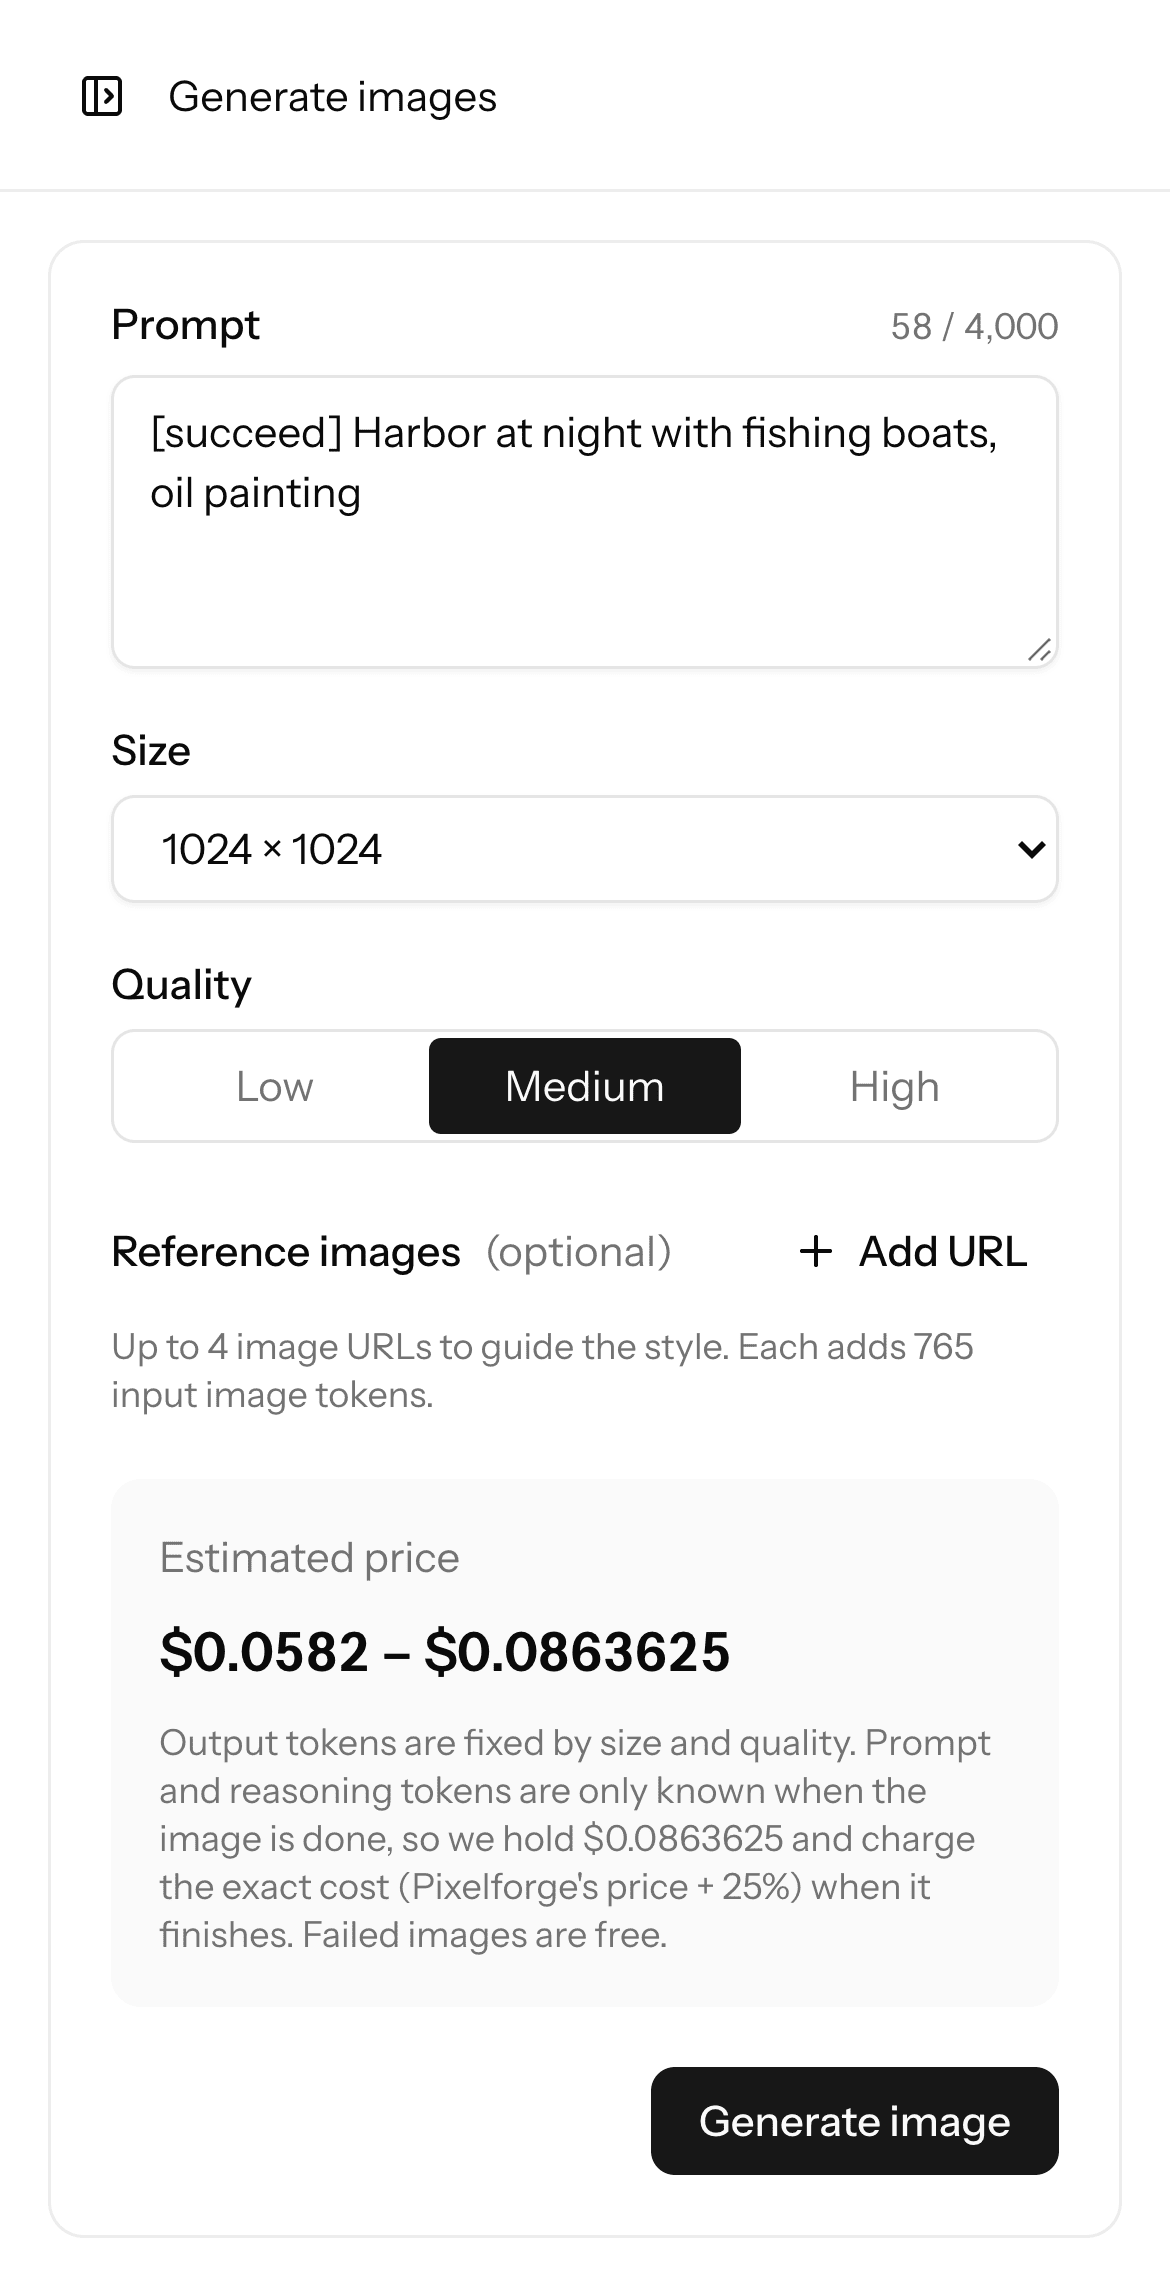 Generate images
Prompt
58 / 4,000
[succeed] Harbor at night with fishing boats,
oil painting
Size
1024 × 1024
Quality
Low
Medium
High
Reference images (optional)
+ Add URL
Up to 4 image URLs to guide the style. Each adds 765
input image tokens.
Estimated price
$0.0582 – $0.0863625
Output tokens are fixed by size and quality. Prompt
and reasoning tokens are only known when the
image is done, so we hold $0.0863625 and charge
the exact cost (Pixelforge's price + 25%) when it
finishes. Failed images are free.
Generate image